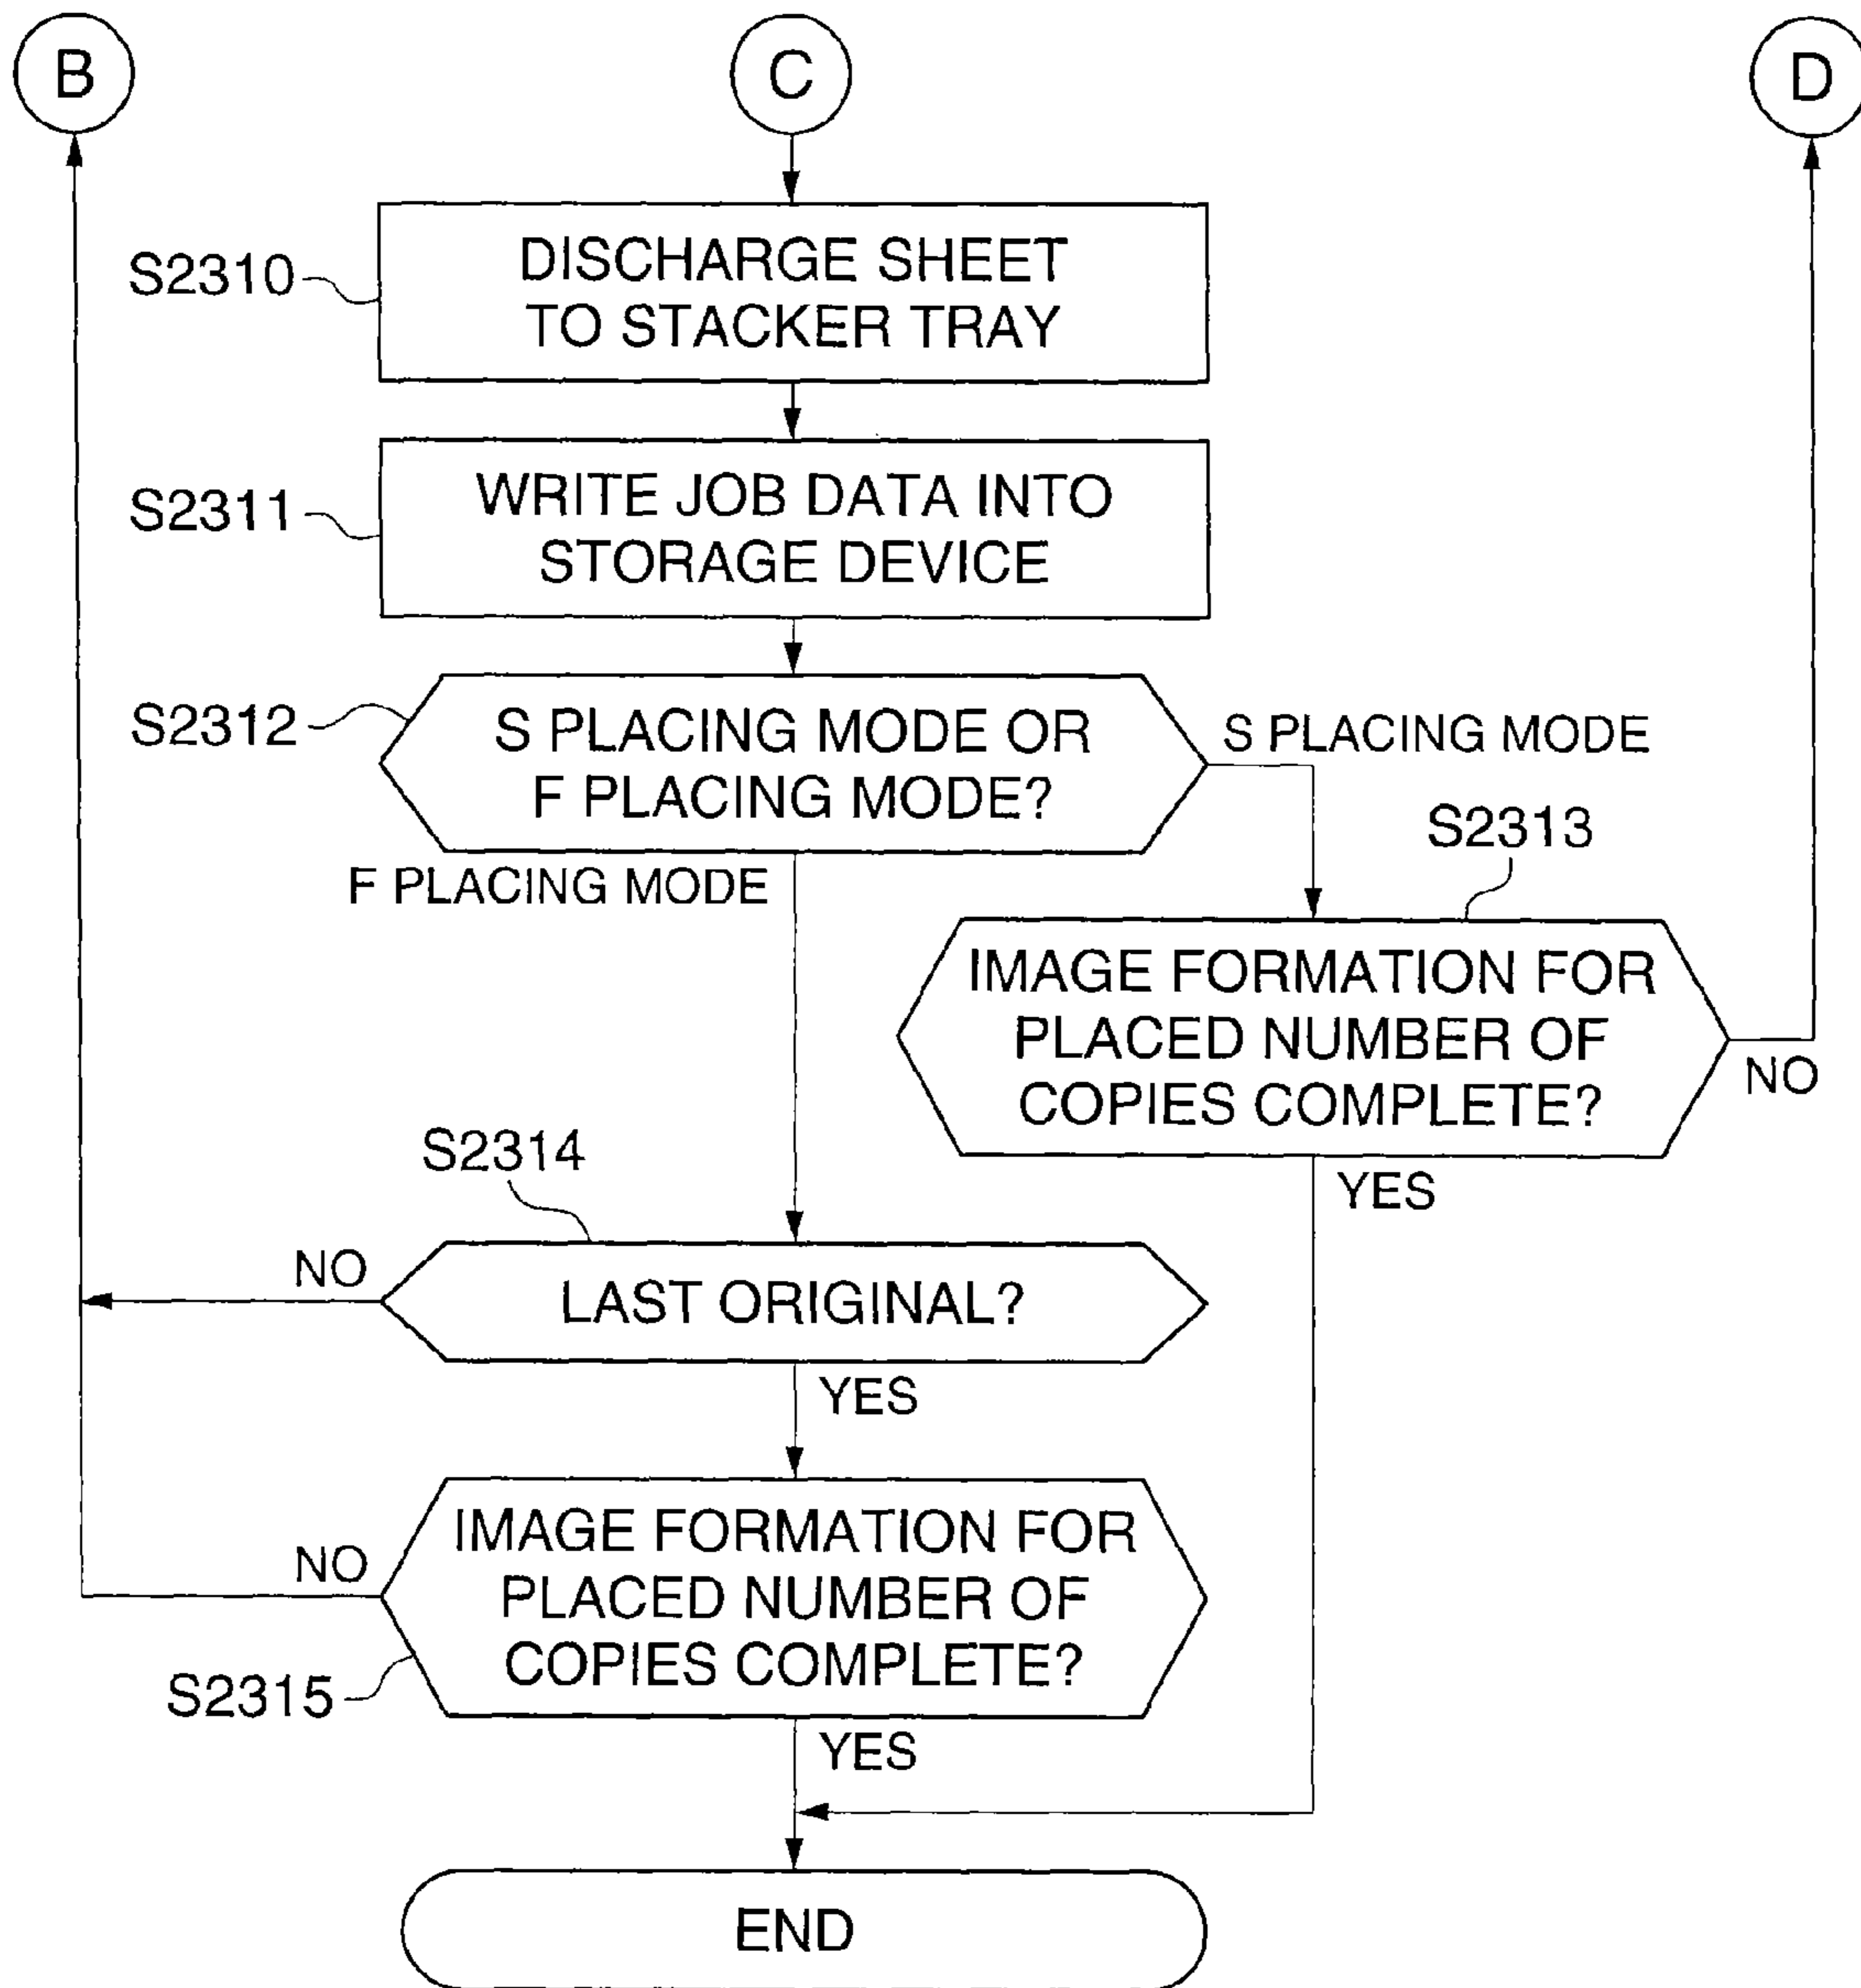 B
C
D
S2310
DISCHARGE SHEET
TO STACKER TRAY
S2311
WRITE JOB DATA INTO
STORAGE DEVICE
S2312
S PLACING MODE OR
F PLACING MODE?
S PLACING MODE
F PLACING MODE
S2313
IMAGE FORMATION FOR
PLACED NUMBER OF
COPIES COMPLETE?
NO
YES
S2314
NO
LAST ORIGINAL?
YES
IMAGE FORMATION FOR
PLACED NUMBER OF
COPIES COMPLETE?
NO
S2315
YES
END